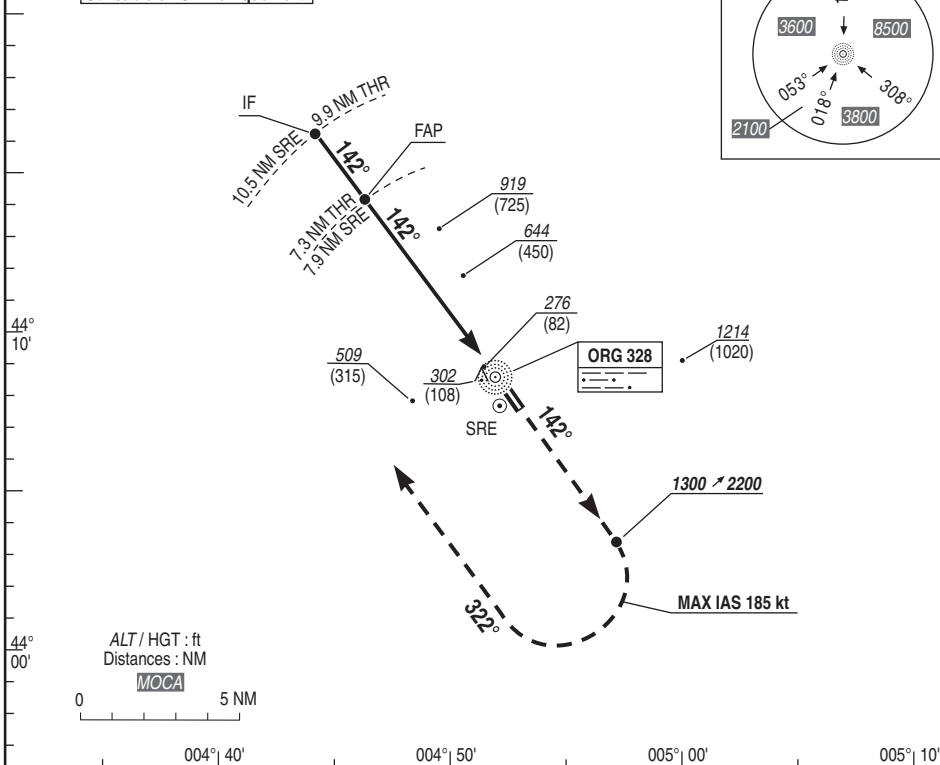 3600
8500
053°
018°
308°
3800
2100
IF
9.9 NM THR
10.5 NM SRE
142°
FAP
7.3 NM THR
7.9 NM SRE
142°
919
(725)
644
(450)
276
(82)
44°
10'
1214
(1020)
ORG 328
509
(315)
302
(108)
SRE
142°
1300 ➚ 2200
MAX IAS 185 kt
322°
44°
00'
ALT / HGT : ft
Distances : NM
MOCA
0 5 NM
004° 40' 004° 50' 005° 00' 005° 10'